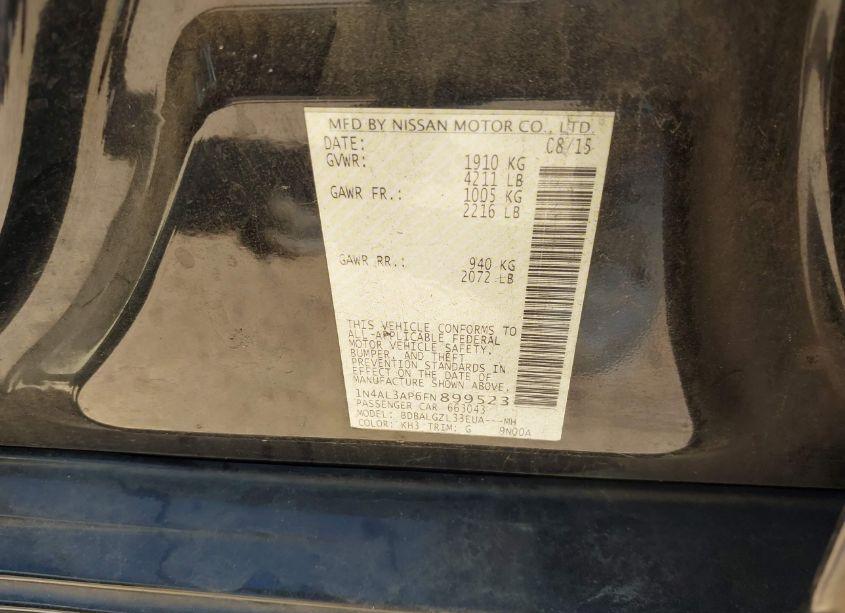 MFD BY NISSAN MOTOR CO., LTD.
DATE: 08/15
GVWR: 1910 KG
4211 LB
GAWR FR.: 1005 KG
2216 LB
GAWR RR.: 940 KG
2072 LB
THIS VEHICLE CONFORMS TO
ALL-APPLICABLE FEDERAL
MOTOR VEHICLE SAFETY,
BUMPER, AND THEFT
PREVENTION STANDARDS IN
EFFECT ON THE DATE OF
MANUFACTURE SHOWN ABOVE.
1N4AL3AP6FN899523
PASSENGER CAR 663043
MODEL: BDBALGZL33EUA---MH
COLOR: KH3 TRIM: G 9N00A